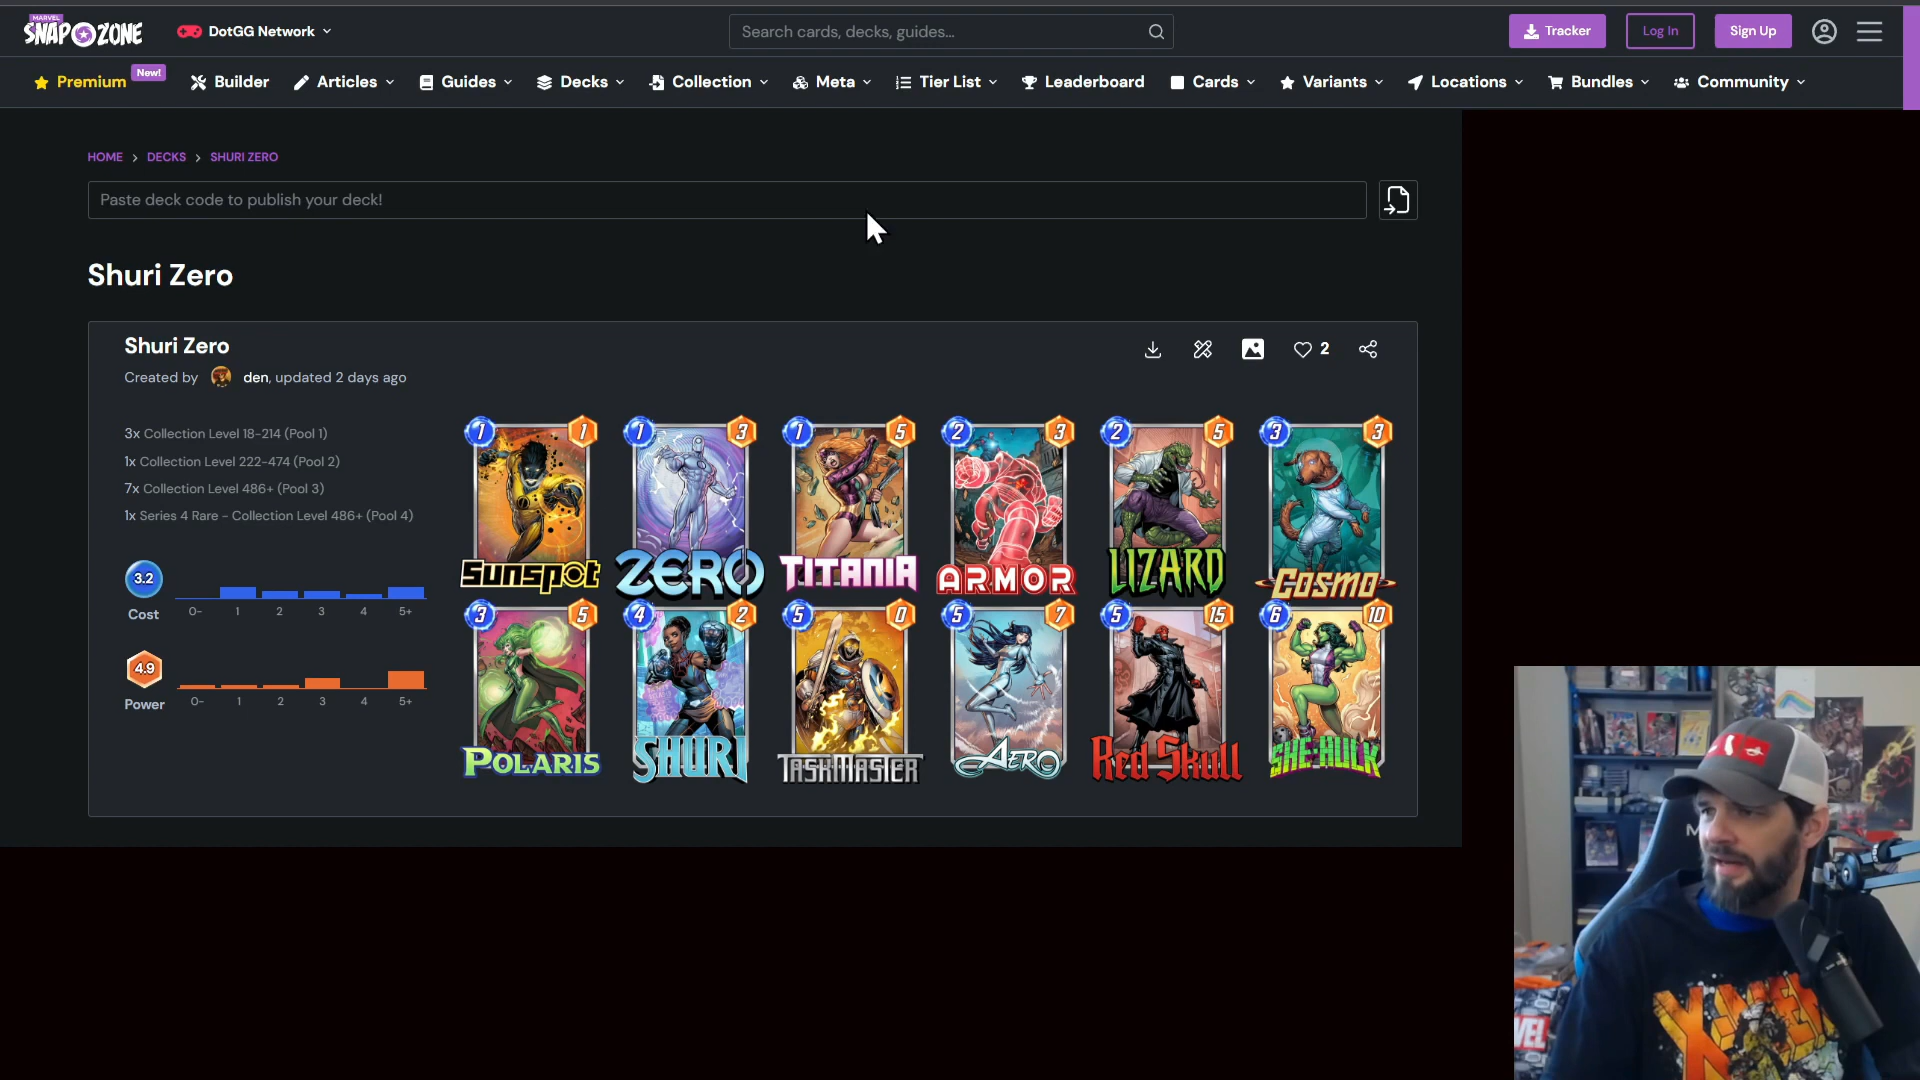 MARVEL
SNAP ZONE
DotGG Network
Search cards, decks, guides...
Tracker
Log In
Sign Up
Premium
New!
Builder
Articles
Guides
Decks
Collection
Meta
Tier List
Leaderboard
Cards
Variants
Locations
Bundles
Community
HOME > DECKS > SHURI ZERO
Paste deck code to publish your deck!
Shuri Zero
Shuri Zero
Created by den, updated 2 days ago
2
3x Collection Level 18-214 (Pool 1)
1x Collection Level 222-474 (Pool 2)
7x Collection Level 486+ (Pool 3)
1x Series 4 Rare - Collection Level 486+ (Pool 4)
3.2
Cost
0- 1 2 3 4 5+
4.9
Power
0- 1 2 3 4 5+
1 1 1 3 1 5 2 3 2 5 3 3
SUNSPOT ZERO TITANIA ARMOR LIZARD COSMO
3 5 4 2 5 0 5 7 5 15 6 10
POLARIS SHURI TASKMASTER AERO Red Skull SHE-HULK
X-MEN